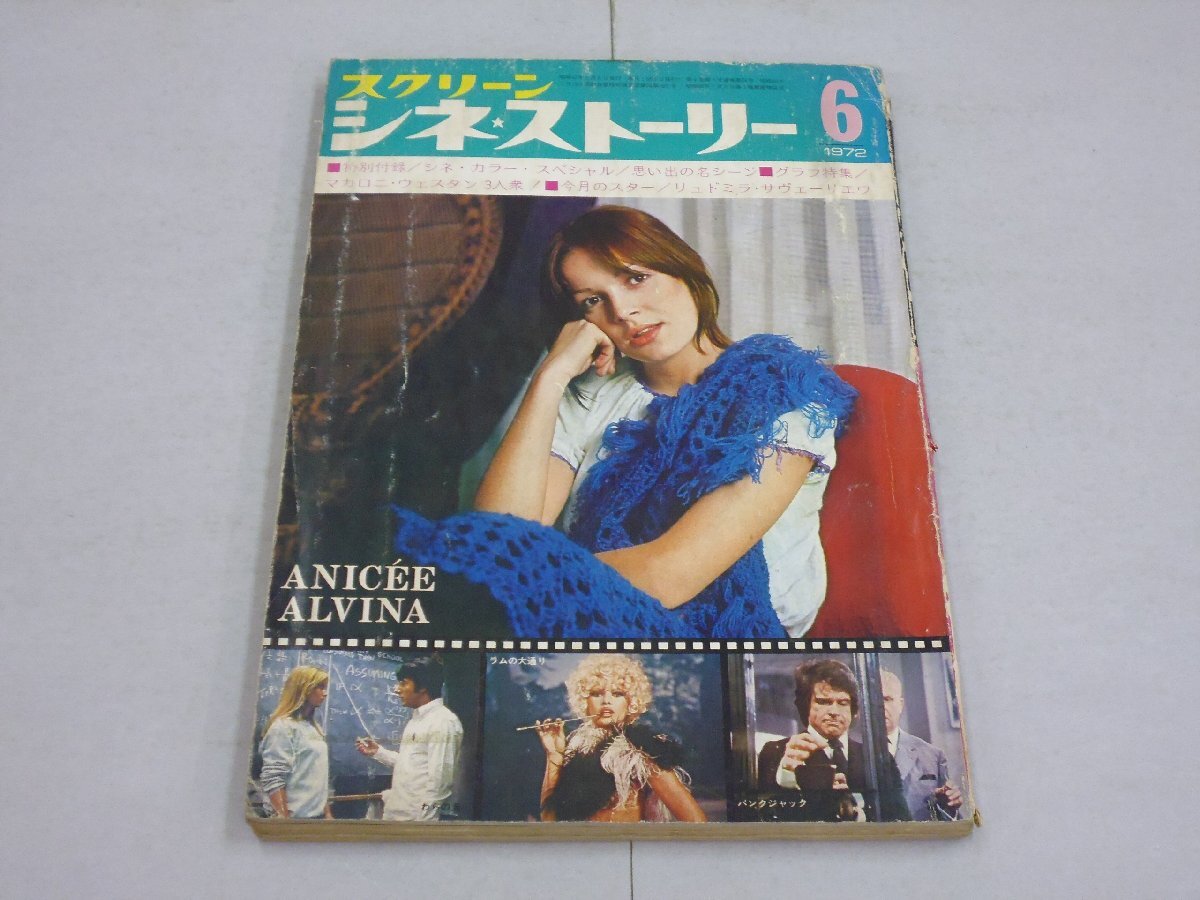 スクリーン
シネ★ストーリー
6
1972
■特別付録/シネ・カラー・スペシャル/思い出の名シーン■グラフ特集/
マカロニ・ウェスタン3人衆/■今月のスター/リュドミラ・サヴェーリエワ
ANICÉE
ALVINA
ASSUMING
ラムの大通り
バンクジャック